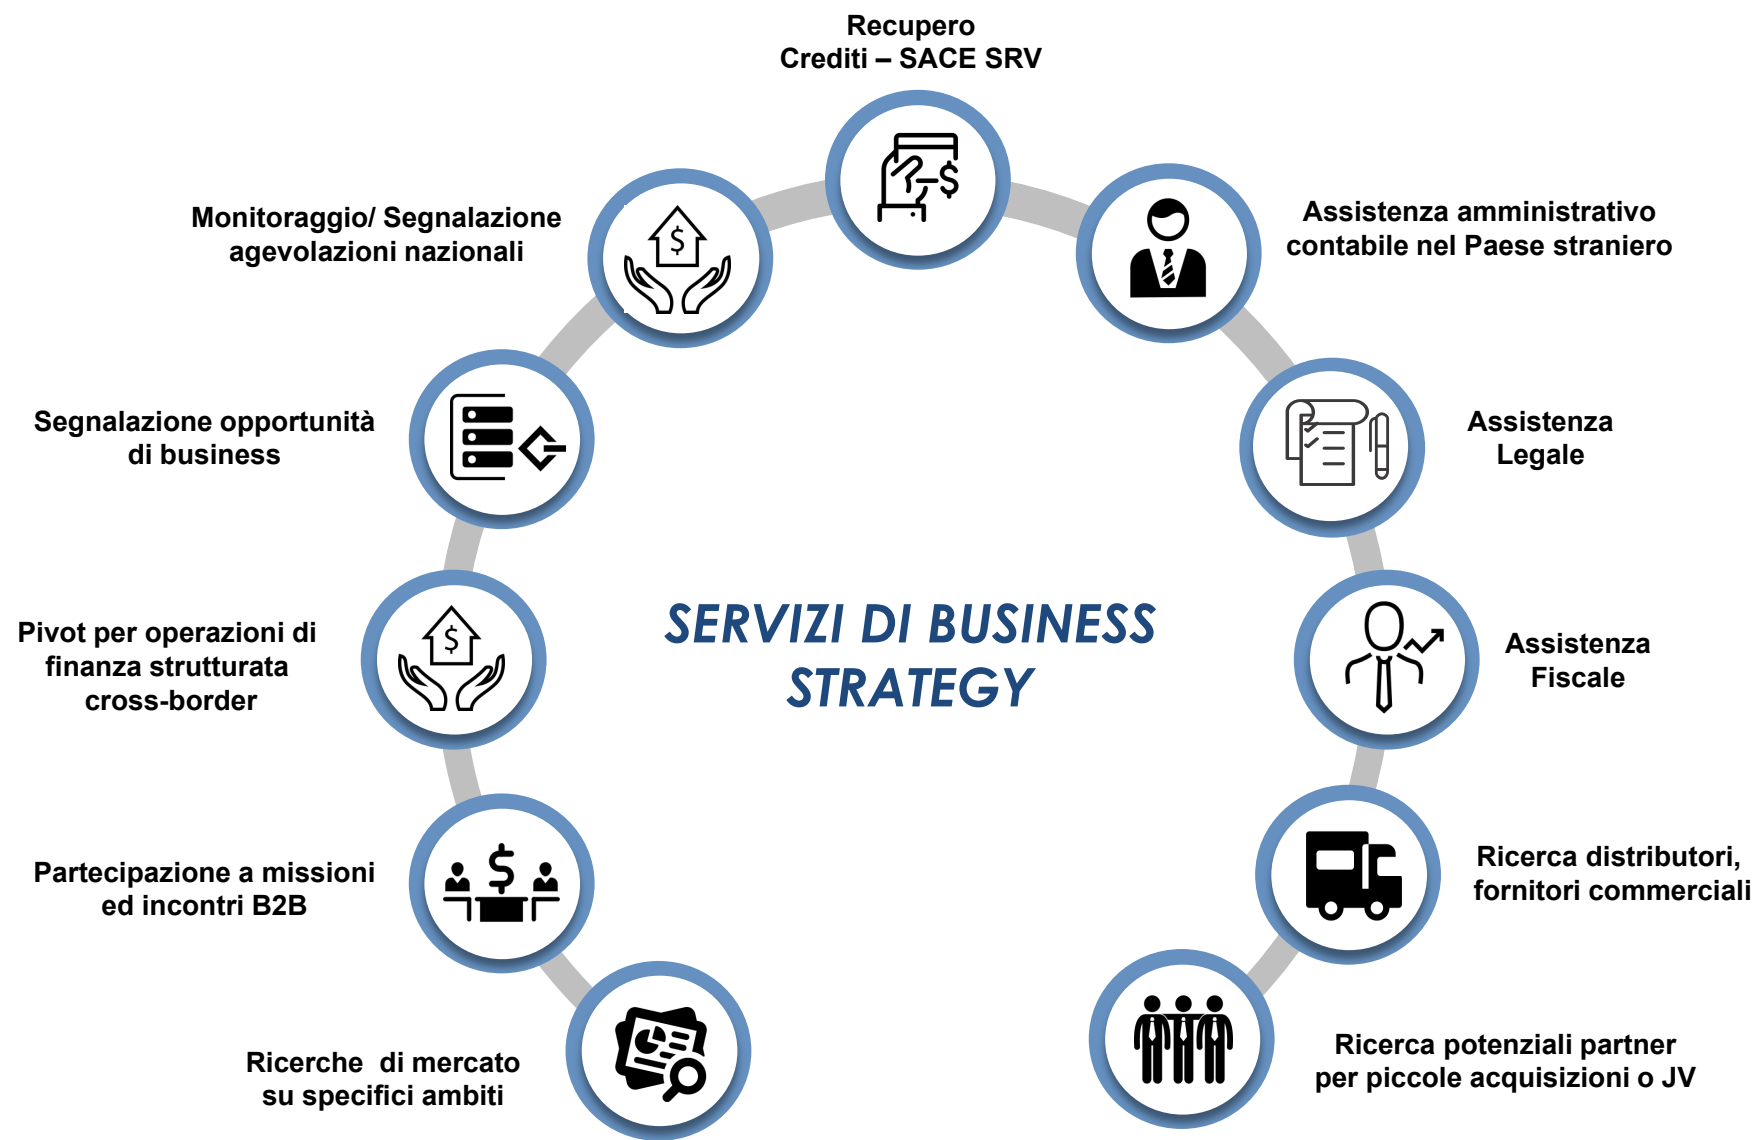 Recupero
Crediti – SACE SRV
Monitoraggio/ Segnalazione
agevolazioni nazionali
Assistenza amministrativo
contabile nel Paese straniero
Segnalazione opportunità
di business
Assistenza
Legale
Pivot per operazioni di
finanza strutturata
cross-border
SERVIZI DI BUSINESS
STRATEGY
Assistenza
Fiscale
Partecipazione a missioni
ed incontri B2B
Ricerca distributori,
fornitori commerciali
Ricerche  di mercato
su specifici ambiti
Ricerca potenziali partner
per piccole acquisizioni o JV